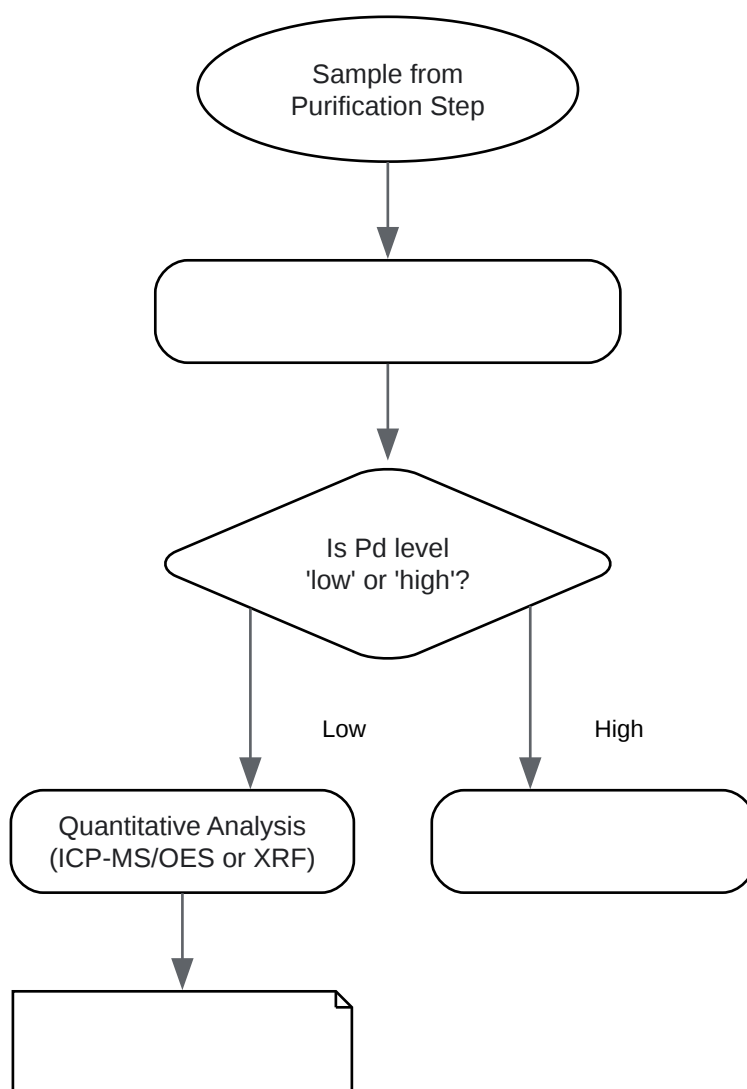 Sample from
Purification Step
Is Pd level
'low' or 'high'?
Low
High
Quantitative Analysis
(ICP-MS/OES or XRF)